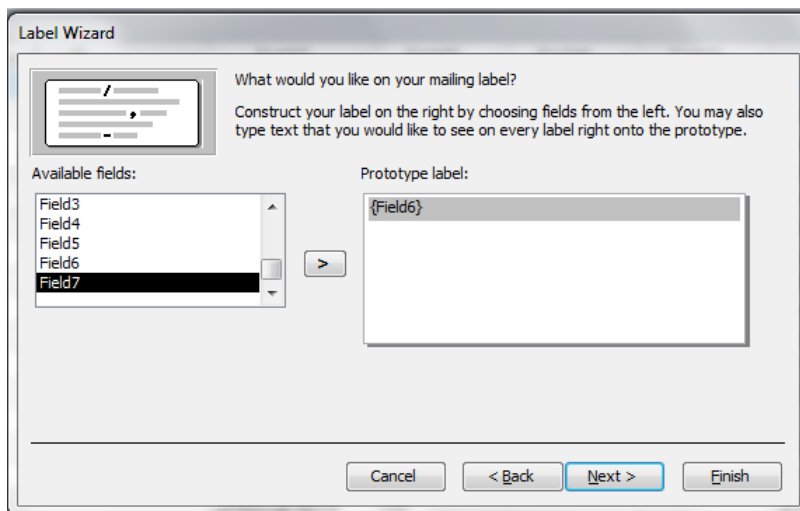 Label Wizard
What would you like on your mailing label?
Construct your label on the right by choosing fields from the left. You may also
type text that you would like to see on every label right onto the prototype.
Available fields:
Prototype label:
Field3
Field4
Field5
Field6
Field7
>
{Field6}
Cancel
< Back
Next >
Finish